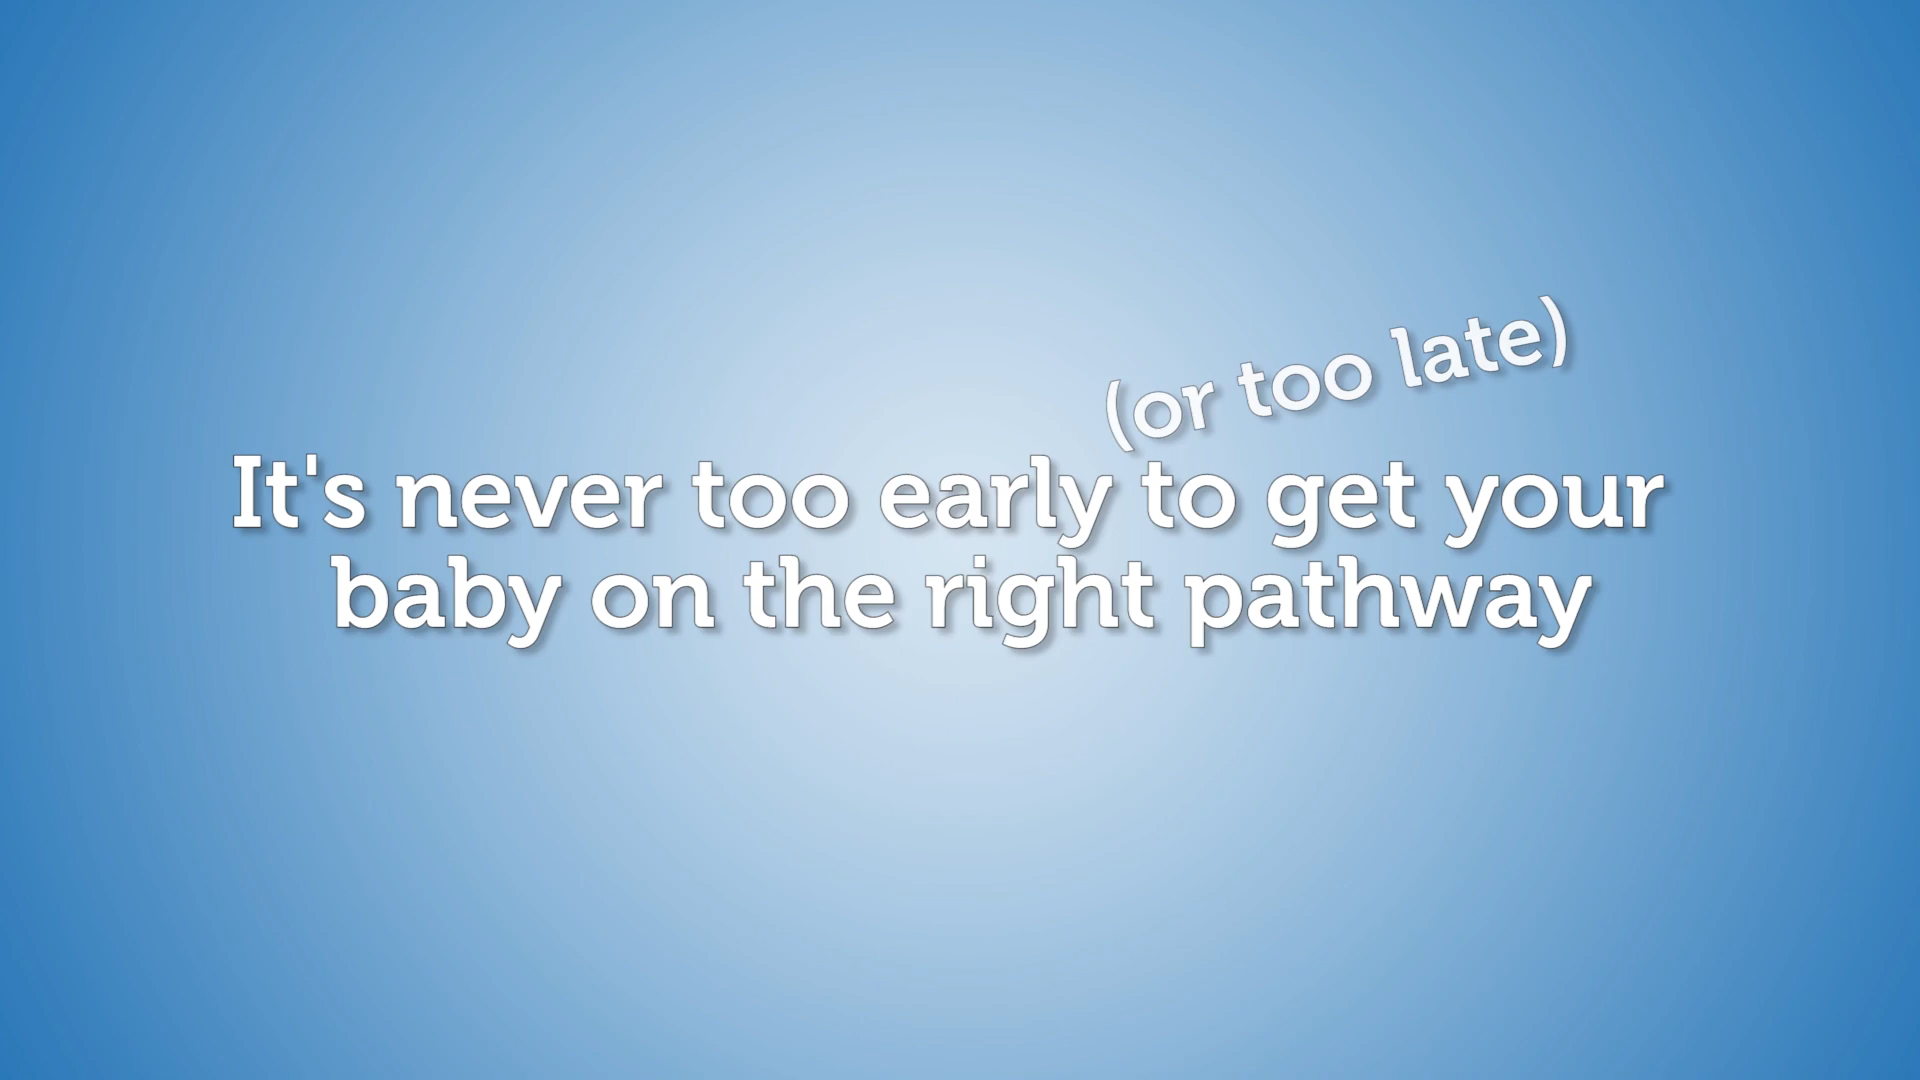 (or too late)
It's never too early to get your
baby on the right pathway